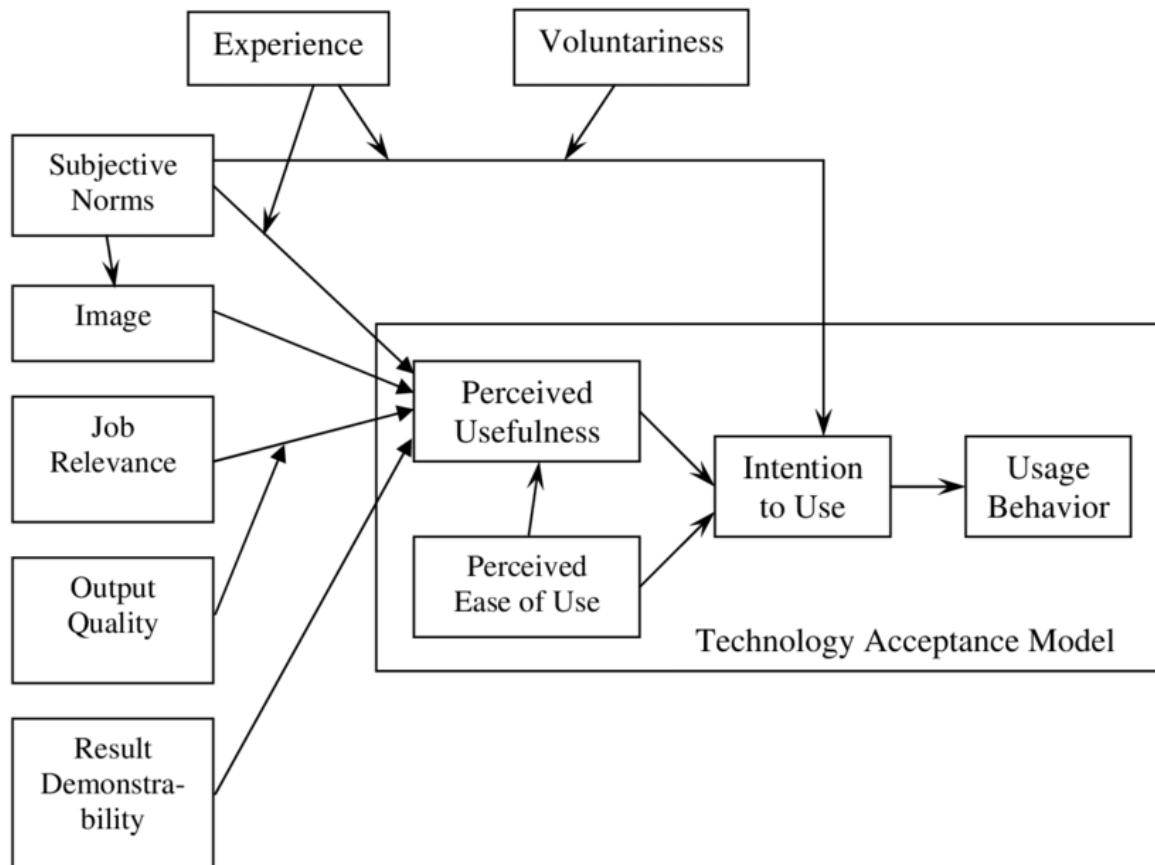 Experience
Voluntariness
Subjective
Norms
Image
Job
Relevance
Output
Quality
Result
Demonstra-
bility
Perceived
Usefulness
Perceived
Ease of Use
Intention
to Use
Usage
Behavior
Technology Acceptance Model